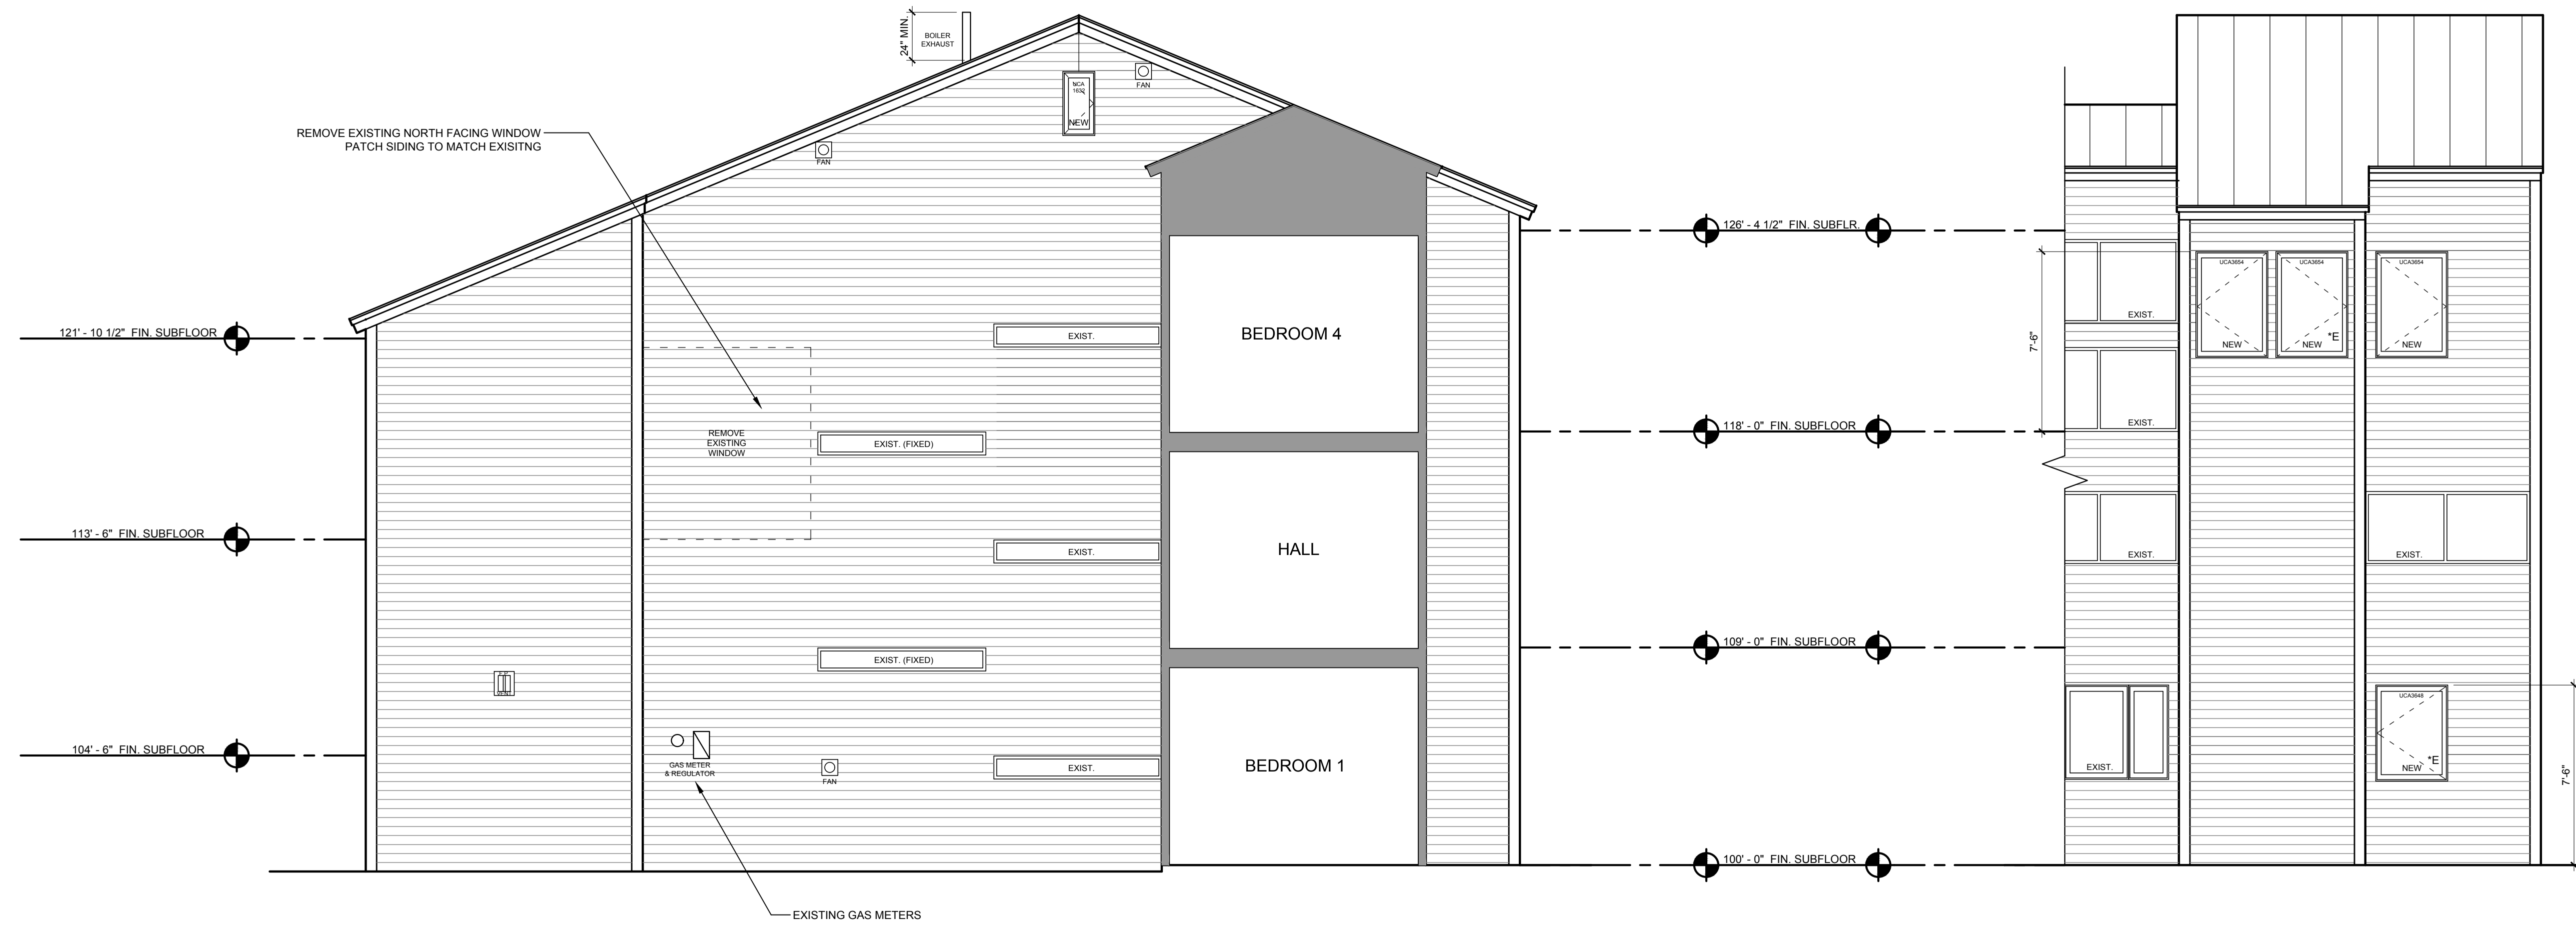 24" MIN.
BOILER
EXHAUST
UCA
1632
NEW
FAN
FAN
REMOVE EXISTING NORTH FACING WINDOW
PATCH SIDING TO MATCH EXISITNG
121' - 10 1/2" FIN. SUBFLOOR
113' - 6" FIN. SUBFLOOR
104' - 6" FIN. SUBFLOOR
REMOVE
EXISTING
WINDOW
EXIST.
EXIST. (FIXED)
EXIST.
EXIST. (FIXED)
EXIST.
VENT
GAS METER
& REGULATOR
FAN
EXISTING GAS METERS
BEDROOM 4
HALL
BEDROOM 1
126' - 4 1/2" FIN. SUBFLR.
118' - 0" FIN. SUBFLOOR
109' - 0" FIN. SUBFLOOR
100' - 0" FIN. SUBFLOOR
7'-6"
EXIST.
EXIST.
EXIST.
EXIST.
UCA3654
NEW
UCA3654
NEW
*E
UCA3654
NEW
EXIST.
UCA3648
NEW
*E
7'-6"